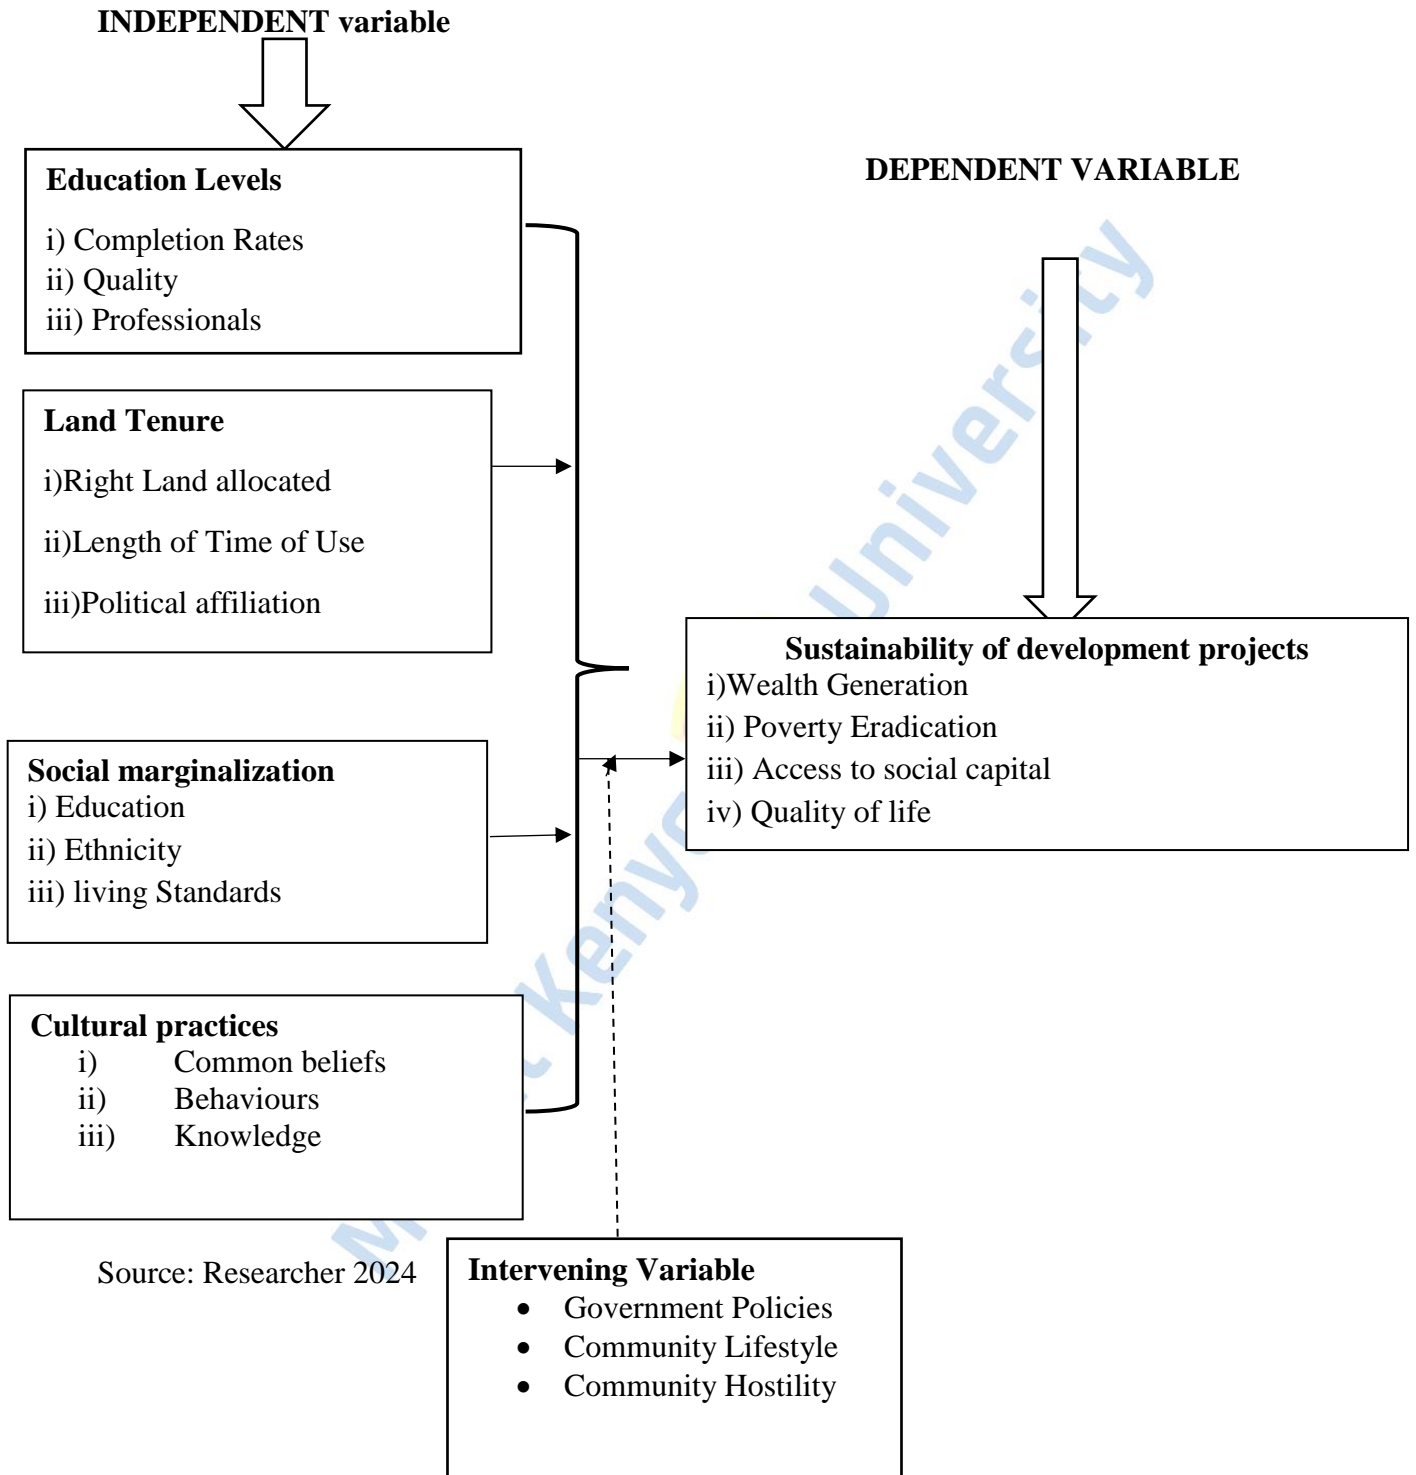 INDEPENDENT variable
Education Levels
i) Completion Rates
ii) Quality
iii) Professionals
DEPENDENT VARIABLE
Land Tenure
i)Right Land allocated
ii)Length of Time of Use
iii)Political affiliation
Sustainability of development projects
i)Wealth Generation
ii) Poverty Eradication
iii) Access to social capital
iv) Quality of life
Social marginalization
i) Education
ii) Ethnicity
iii) living Standards
Cultural practices
i) Common beliefs
ii) Behaviours
iii) Knowledge
Source: Researcher 2024
Intervening Variable
• Government Policies
• Community Lifestyle
• Community Hostility
University